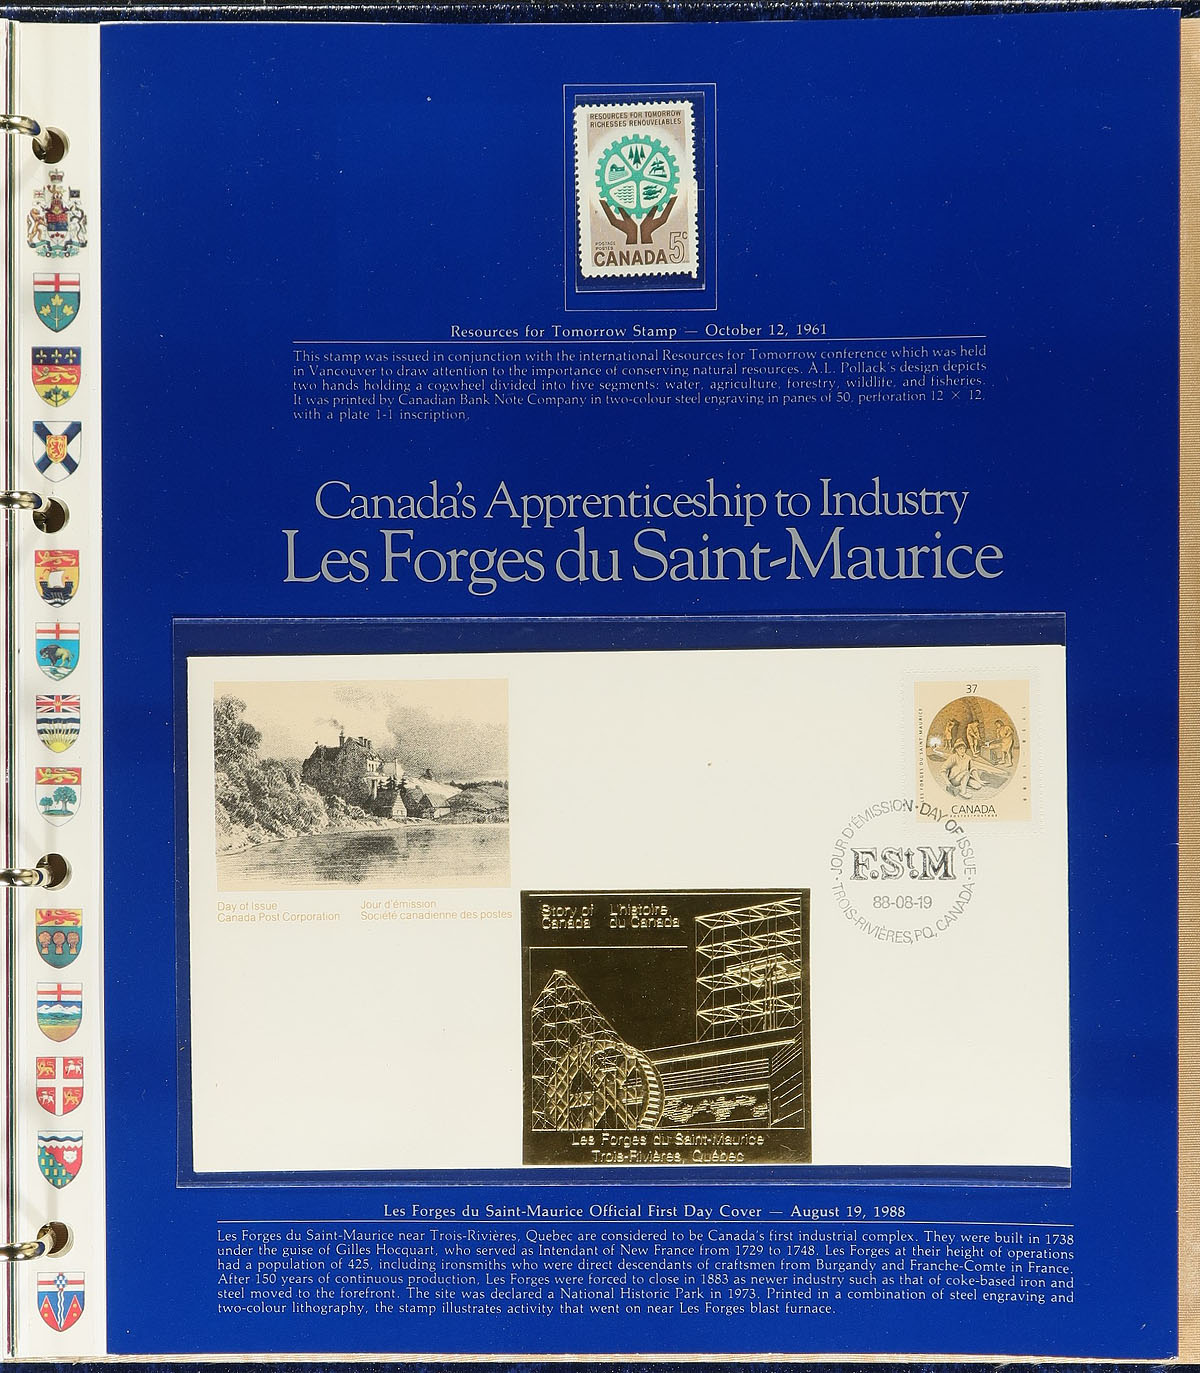 RESOURCES FOR TOMORROW
RICHESSES RENOUVELABLES
POSTAGE
POSTES
CANADA 5c
Resources for Tomorrow Stamp — October 12, 1961
This stamp was issued in conjunction with the international Resources for Tomorrow conference which was held
in Vancouver to draw attention to the importance of conserving natural resources. A.L. Pollack's design depicts
two hands holding a cogwheel divided into five segments: water, agriculture, forestry, wildlife, and fisheries.
It was printed by Canadian Bank Note Company in two-colour steel engraving in panes of 50, perforation 12 × 12,
with a plate 1-1 inscription.
Canada's Apprenticeship to Industry
Les Forges du Saint-Maurice
37
LES FORGES DU SAINT-MAURICE
1738-1988
CANADA
POSTES/POSTAGE
JOUR D'ÉMISSION · DAY OF ISSUE
F.St.M
88-08-19
TROIS-RIVIÈRES, PQ, CANADA
Day of Issue
Canada Post Corporation
Jour d'émission
Société canadienne des postes
Story of
Canada
L'histoire
du Canada
Les Forges du Saint-Maurice
Trois-Rivières, Québec
Les Forges du Saint-Maurice Official First Day Cover — August 19, 1988
Les Forges du Saint-Maurice near Trois-Rivières, Quebec are considered to be Canada's first industrial complex. They were built in 1738
under the guise of Gilles Hocquart, who served as Intendant of New France from 1729 to 1748. Les Forges at their height of operations
had a population of 425, including ironsmiths who were direct descendants of craftsmen from Burgandy and Franche-Comte in France.
After 150 years of continuous production, Les Forges were forced to close in 1883 as newer industry such as that of coke-based iron and
steel moved to the forefront. The site was declared a National Historic Park in 1973. Printed in a combination of steel engraving and
two-colour lithography, the stamp illustrates activity that went on near Les Forges blast furnace.